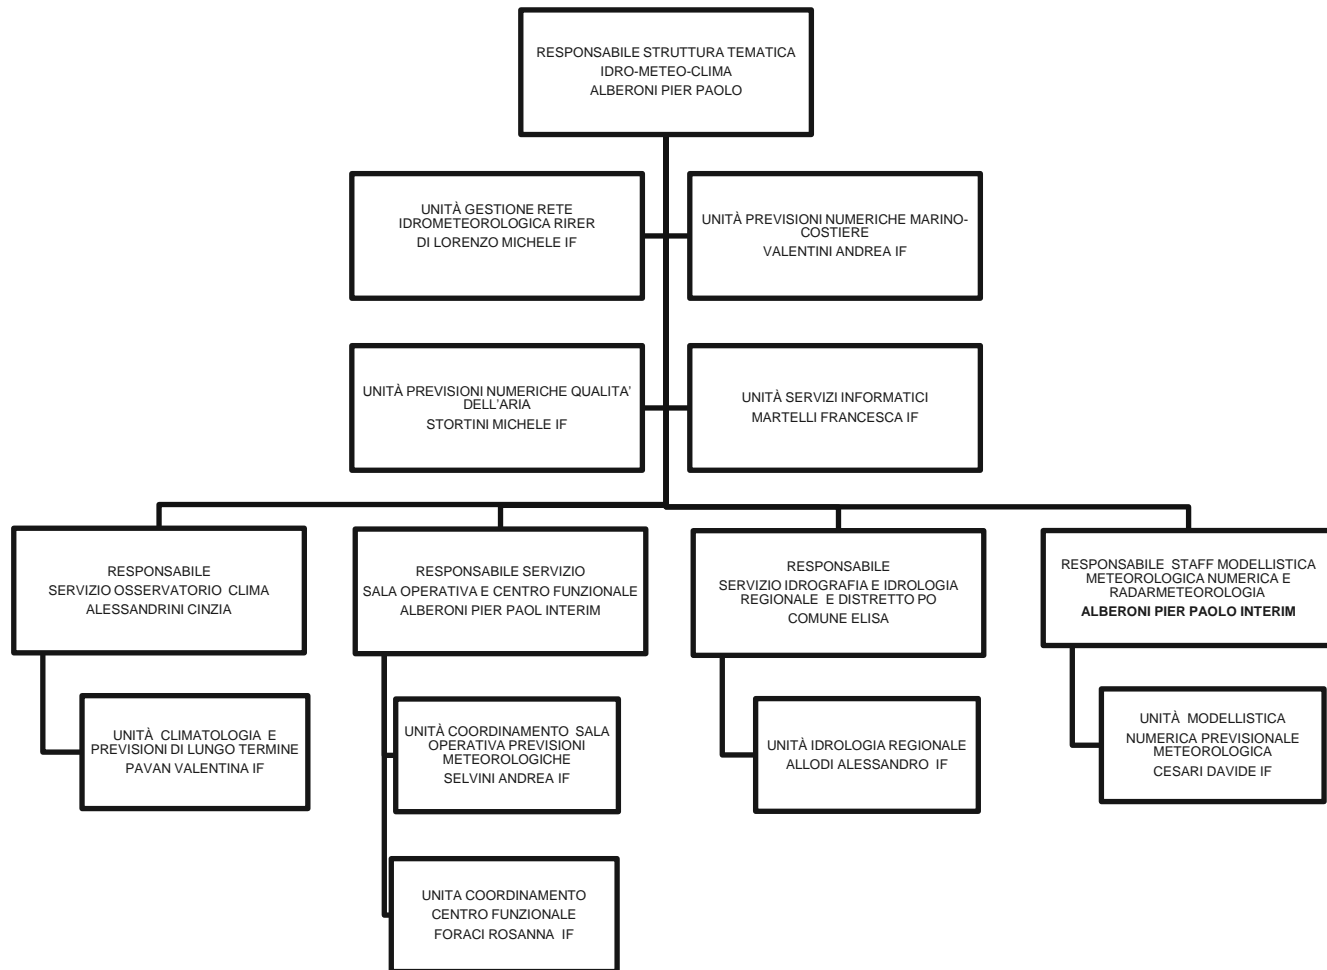 RESPONSABILE STRUTTURA TEMATICA
IDRO-METEO-CLIMA
ALBERONI PIER PAOLO
UNITÀ GESTIONE RETE
IDROMETEOROLOGICA RIRER
DI LORENZO MICHELE IF
UNITÀ PREVISIONI NUMERICHE MARINO-
COSTIERE
VALENTINI ANDREA IF
UNITÀ PREVISIONI NUMERICHE QUALITA'
DELL'ARIA
STORTINI MICHELE IF
UNITÀ SERVIZI INFORMATICI
MARTELLI FRANCESCA IF
RESPONSABILE
SERVIZIO OSSERVATORIO CLIMA
ALESSANDRINI CINZIA
RESPONSABILE SERVIZIO
SALA OPERATIVA E CENTRO FUNZIONALE
ALBERONI PIER PAOL INTERIM
RESPONSABILE
SERVIZIO IDROGRAFIA E IDROLOGIA
REGIONALE E DISTRETTO PO
COMUNE ELISA
RESPONSABILE STAFF MODELLISTICA
METEOROLOGICA NUMERICA E
RADARMETEOROLOGIA
ALBERONI PIER PAOLO INTERIM
UNITÀ CLIMATOLOGIA E
PREVISIONI DI LUNGO TERMINE
PAVAN VALENTINA IF
UNITÀ COORDINAMENTO SALA
OPERATIVA PREVISIONI
METEOROLOGICHE
SELVINI ANDREA IF
UNITÀ IDROLOGIA REGIONALE
ALLODI ALESSANDRO IF
UNITÀ MODELLISTICA
NUMERICA PREVISIONALE
METEOROLOGICA
CESARI DAVIDE IF
UNITA COORDINAMENTO
CENTRO FUNZIONALE
FORACI ROSANNA IF